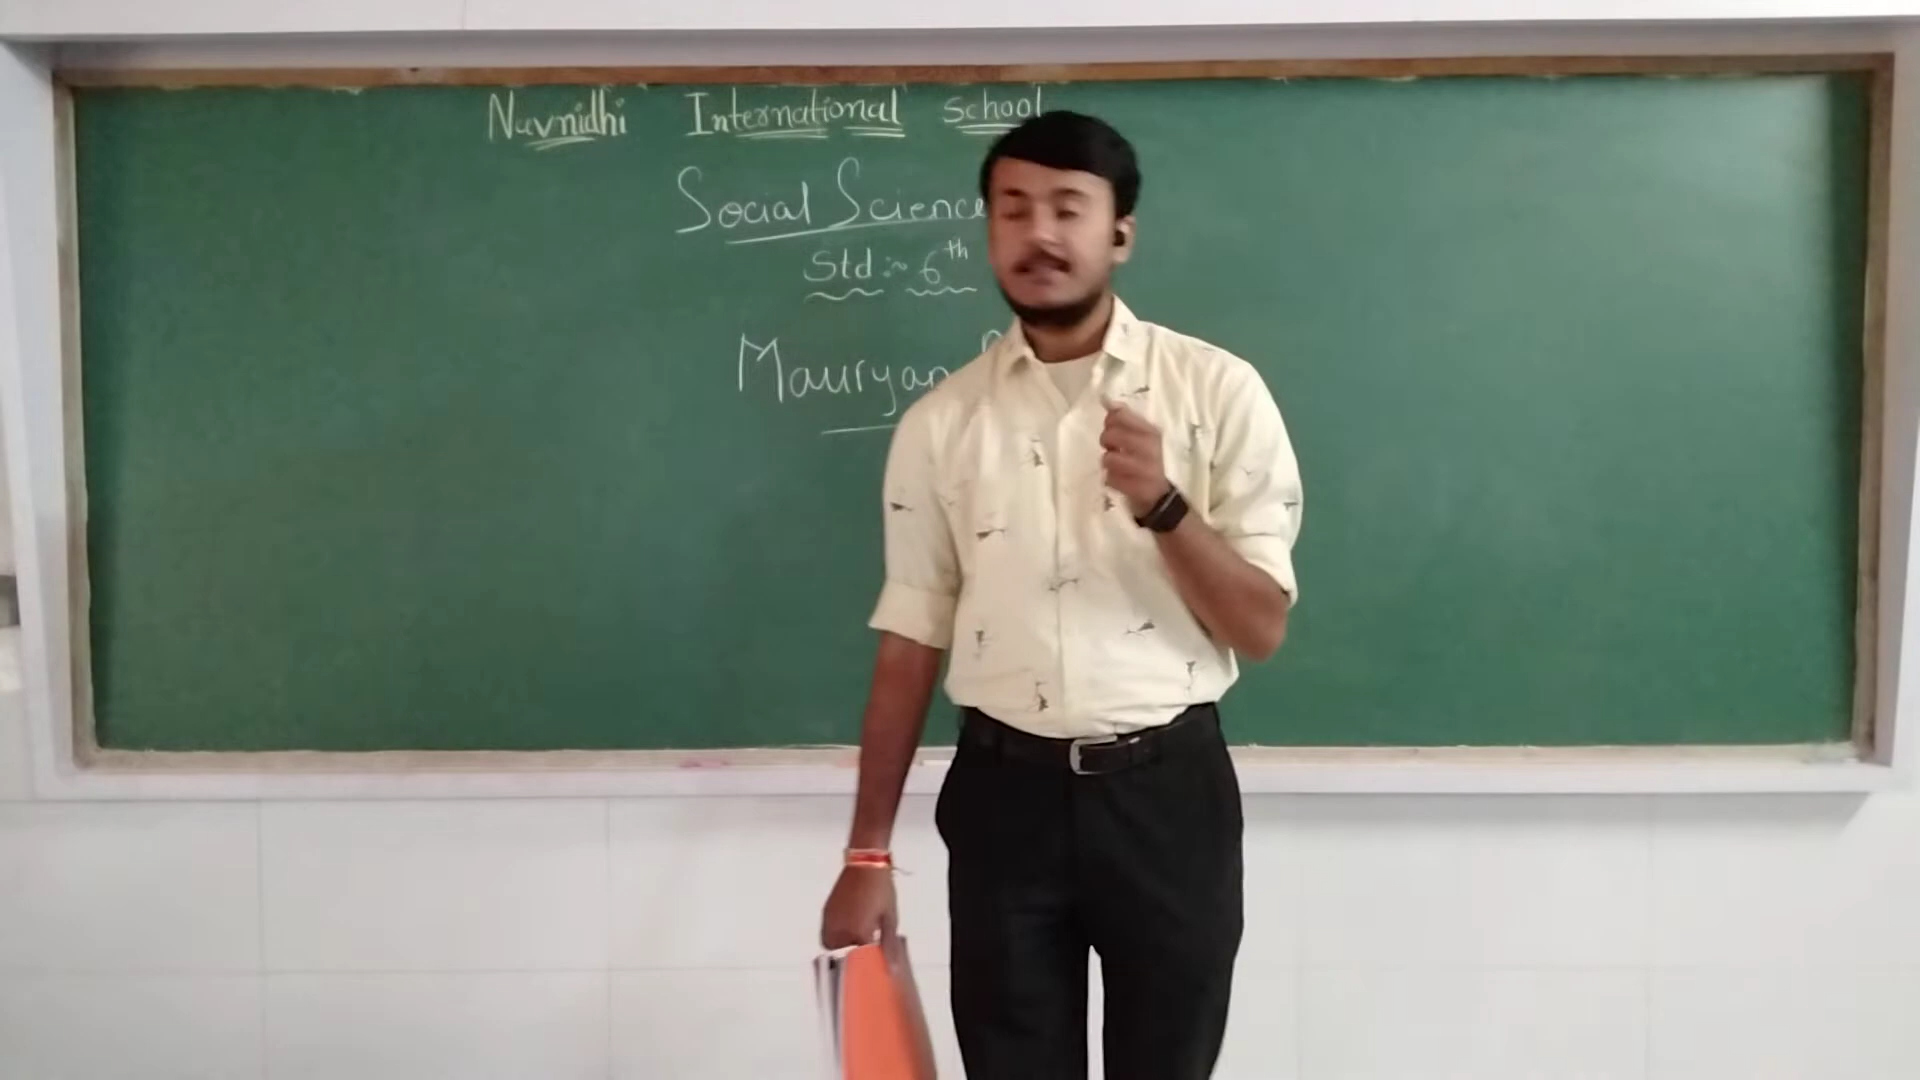 Navnidhi International School
Social Science
Std :~ 6th
Mauryan